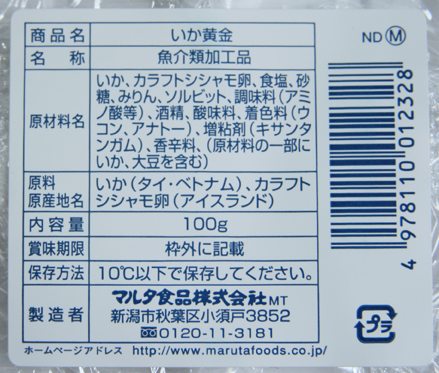 商品名 いか黄金
ND Ⓜ
名称 魚介類加工品
原材料名 いか、カラフトシシャモ卵、食塩、砂
糖、みりん、ソルビット、調味料(アミ
ノ酸等)、酒精、酸味料、着色料(ウ
コン、アナトー)、増粘剤(キサンタ
ンガム)、香辛料、(原材料の一部に
いか、大豆を含む)
原料
原産地名 いか(タイ・ベトナム)、カラフト
シシャモ卵(アイスランド)
内容量 100g
賞味期限 枠外に記載
保存方法 10℃以下で保存してください。
製造者 マルタ食品株式会社MT
新潟市秋葉区小須戸3852
0120-11-3181
ホームページアドレス http://www.marutafoods.co.jp/
4 978110 012328
プラ